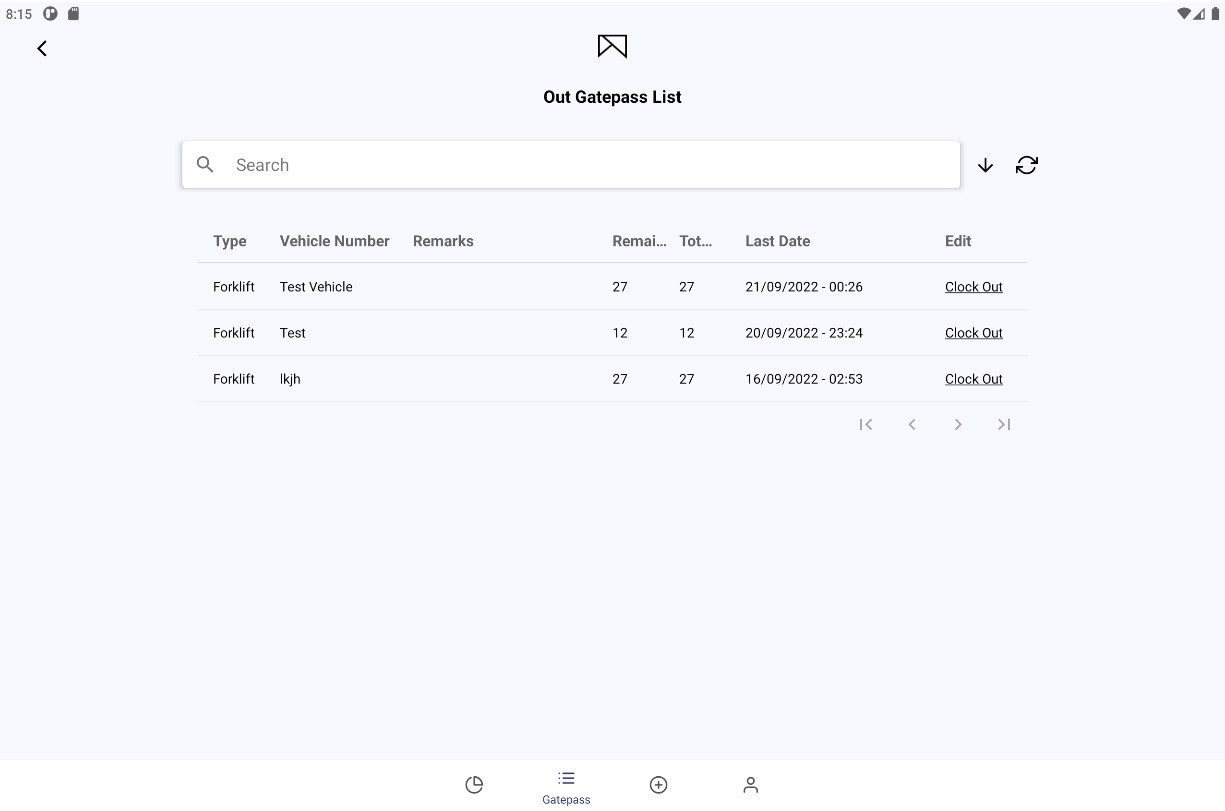 8:15
Out Gatepass List
Search
Type Vehicle Number Remarks Remai... Tot... Last Date Edit
Forklift Test Vehicle 27 27 21/09/2022 - 00:26 Clock Out
Forklift Test 12 12 20/09/2022 - 23:24 Clock Out
Forklift lkjh 27 27 16/09/2022 - 02:53 Clock Out
Gatepass